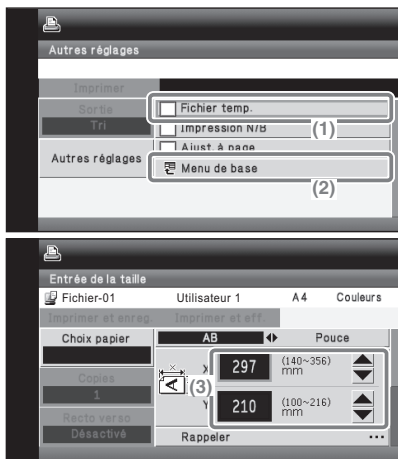 Autres réglages
Imprimer
Sortie
Tri
Autres réglages
Fichier temp.
(1)
Impression N/B
Ajust. à page
Menu de base
(2)
Entrée de la taille
Fichier-01 Utilisateur 1 A4 Couleurs
Imprimer et enreg. Imprimer et eff.
Choix papier
AB Pouce
X 297 (140~356) mm
(3)
Copies
1
Y 210 (100~216) mm
Recto verso
Désactivé
Rappeler ...